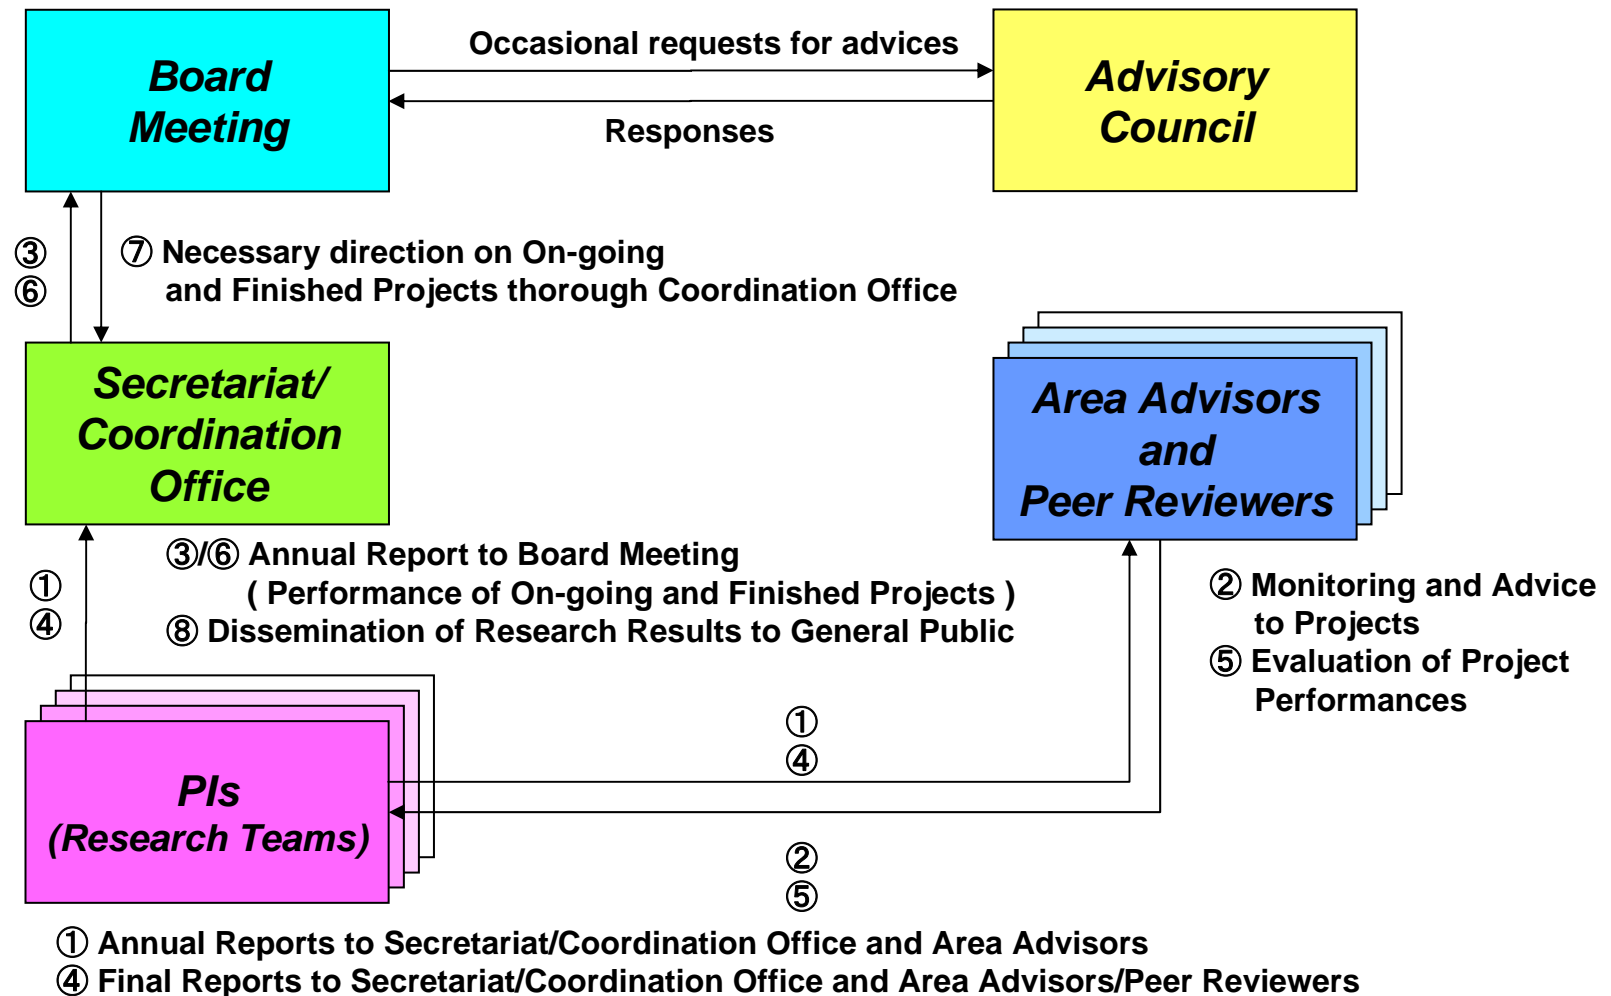 Board
Meeting
Occasional requests for advices
Responses
Advisory
Council
③
⑥
⑦ Necessary direction on On-going
and Finished Projects thorough Coordination Office
Secretariat/
Coordination
Office
Area Advisors
and
Peer Reviewers
①
④
③/⑥ Annual Report to Board Meeting
( Performance of On-going and Finished Projects )
⑧ Dissemination of Research Results to General Public
② Monitoring and Advice
to Projects
⑤ Evaluation of Project
Performances
PIs
(Research Teams)
①
④
②
⑤
① Annual Reports to Secretariat/Coordination Office and Area Advisors
④ Final Reports to Secretariat/Coordination Office and Area Advisors/Peer Reviewers